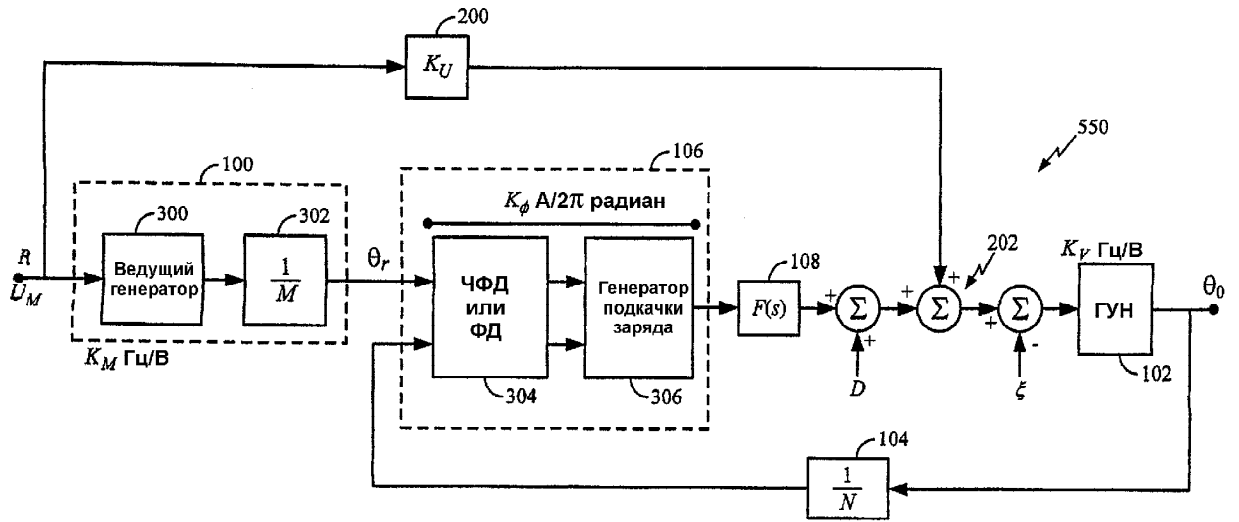 200
K_U
550
100
106
300
302
K_ϕ А/2π радиан
202
R
U_M
Ведущий
генератор
1
M
θ_r
ЧФД
или
ФД
Генератор
подкачки
заряда
108
F(s)
+
Σ
+
+
Σ
+
+
Σ
-
K_V Гц/В
ГУН
θ_0
K_M Гц/В
304
306
D
ξ
102
104
1
N